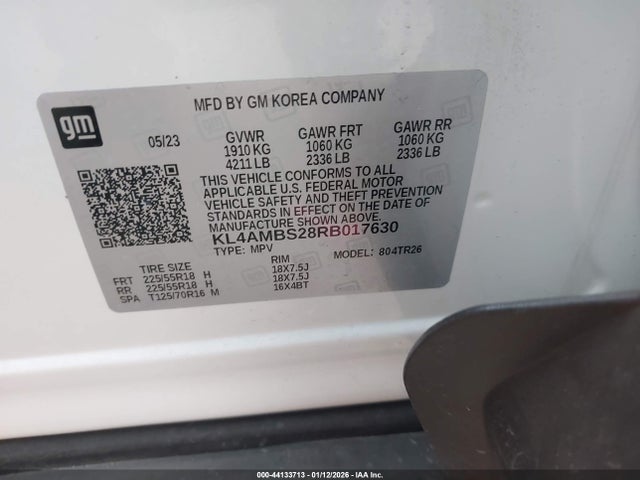 MFD BY GM KOREA COMPANY
gm
05/23 GVWR GAWR FRT GAWR RR
1910 KG 1060 KG 1060 KG
4211 LB 2336 LB 2336 LB
THIS VEHICLE CONFORMS TO ALL
APPLICABLE U.S. FEDERAL MOTOR
VEHICLE SAFETY AND THEFT PREVENTION
STANDARDS IN EFFECT ON THE DATE OF
MANUFACTURE SHOWN ABOVE.
KL4AMBS28RB017630
TYPE: MPV MODEL: 804TR26
TIRE SIZE RIM
FRT 225/55R18 H 18X7.5J
RR 225/55R18 H 18X7.5J
SPA T125/70R16 M 16X4BT
000-44133713 - 01/12/2026 - IAAI.CA